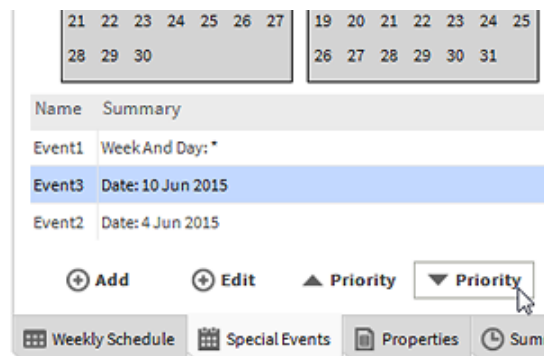 21 22 23 24 25 26 27 19 20 21 22 23 24 25
28 29 30 26 27 28 29 30 31
Name Summary
Event1 Week And Day: *
Event3 Date: 10 Jun 2015
Event2 Date: 4 Jun 2015
Add Edit Priority Priority
Weekly Schedule Special Events Properties Sum